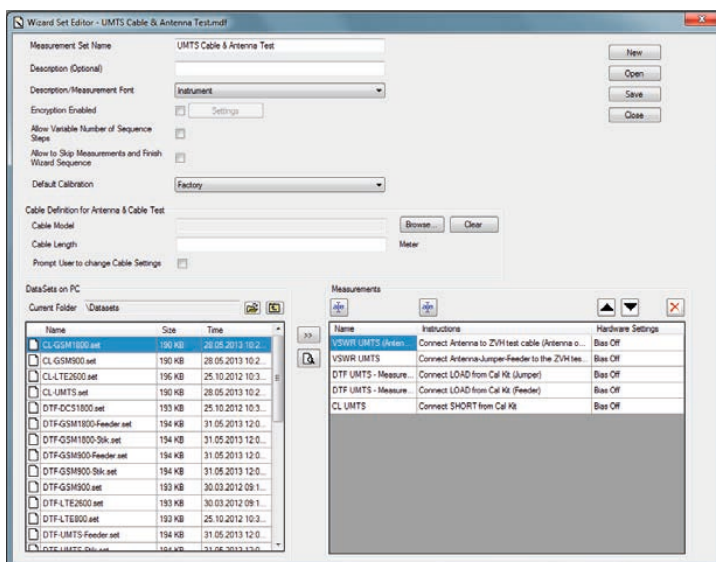 Wizard Set Editor - UMTS Cable & Antenna Test.mdf
Measurement Set Name UMTS Cable & Antenna Test
New
Description (Optional)
Open
Description/Measurement Font Instrument
Save
Encryption Enabled Settings
Close
Allow Variable Number of Sequence
Steps
Allow to Skip Measurements and Finish
Wizard Sequence
Default Calibration Factory
Cable Definition for Antenna & Cable Test
Cable Model Browse... Clear
Cable Length Meter
Prompt User to change Cable Settings
DataSets on PC
Current Folder \Datasets
Name Size Time
CL-GSM1800.set 190 KB 28.05.2013 10:2...
CL-GSM900.set 190 KB 28.05.2013 10:2...
CL-LTE2600.set 196 KB 25.10.2012 10:3...
CL-UMTS.set 190 KB 28.05.2013 10:2...
DTF-DCS1800.set 193 KB 25.10.2012 10:3...
DTF-GSM1800-Feeder.set 194 KB 31.05.2013 12:0...
DTF-GSM1800-Stik.set 194 KB 31.05.2013 12:0...
DTF-GSM900-Feeder.set 194 KB 31.05.2013 12:0...
DTF-GSM900-Stik.set 194 KB 31.05.2013 12:0...
DTF-GSM900.set 193 KB 30.03.2012 09:1...
DTF-LTE2600.set 193 KB 30.03.2012 09:1...
DTF-LTE800.set 193 KB 25.10.2012 10:3...
DTF-UMTS-Feeder.set 194 KB 31.05.2013 12:0...
DTF-UMTS-Stik.set 194 KB 31.05.2013 12:0...
>>
Measurements
Name Instructions Hardware Settings
VSWR UMTS (Anten... Connect Antenna to ZVH test cable (Antenna o... Bias Off
VSWR UMTS Connect Antenna-Jumper-Feeder to the ZVH tes... Bias Off
DTF UMTS - Measure... Connect LOAD from Cal Kit (Jumper) Bias Off
DTF UMTS - Measure... Connect LOAD from Cal Kit (Feeder) Bias Off
CL UMTS Connect SHORT from Cal Kit Bias Off